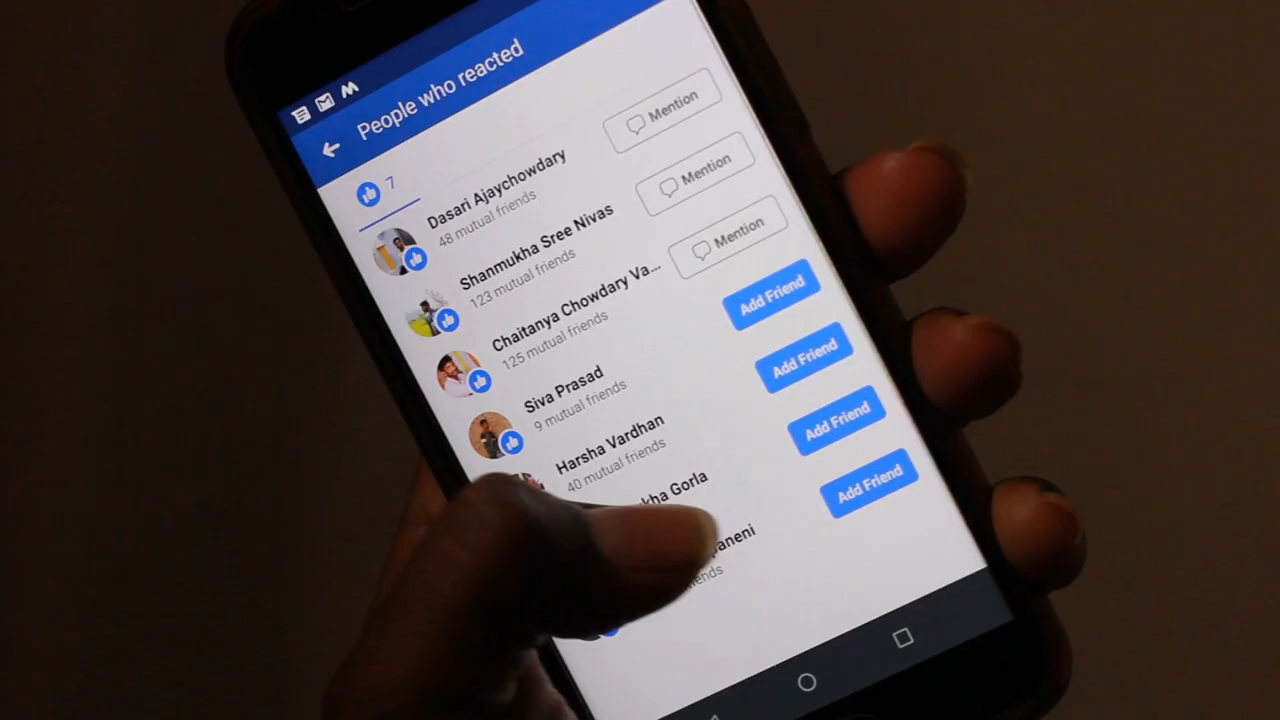 People who reacted
7
Dasari Ajaychowdary
48 mutual friends
Mention
Shanmukha Sree Nivas
123 mutual friends
Mention
Chaitanya Chowdary Va...
125 mutual friends
Mention
Siva Prasad
9 mutual friends
Add Friend
Harsha Vardhan
40 mutual friends
Add Friend
Gorla
Add Friend
Add Friend